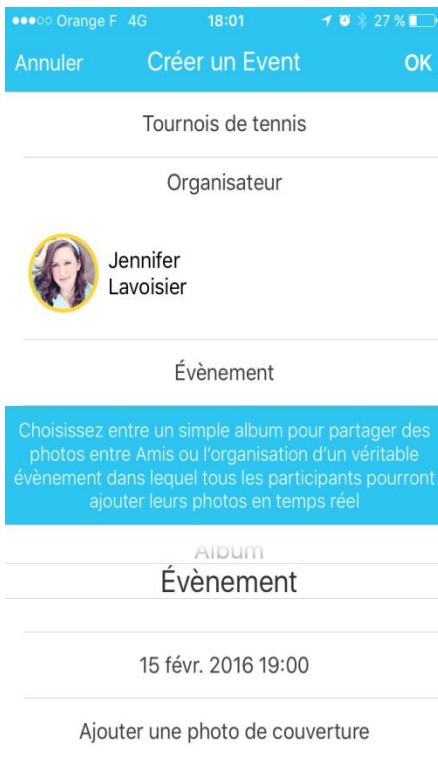 Orange F 4G 18:01 27 %
Annuler Créer un Event OK
Tournois de tennis
Organisateur
Jennifer
Lavoisier
Évènement
Choisissez entre un simple album pour partager des
photos entre Amis ou l'organisation d'un véritable
évènement dans lequel tous les participants pourront
ajouter leurs photos en temps réel
Album
Évènement
15 févr. 2016 19:00
Ajouter une photo de couverture